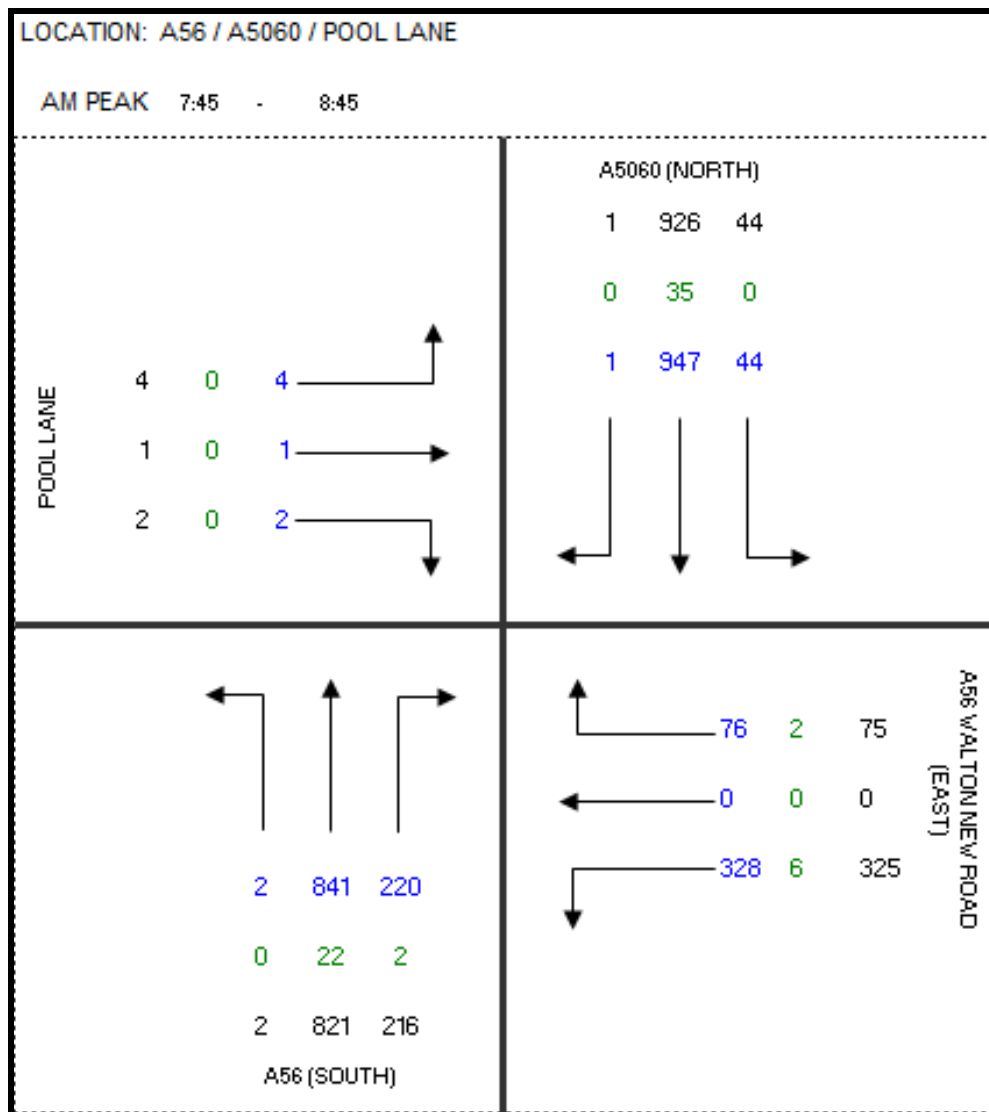 LOCATION: A56 / A5060 / POOL LANE
AM PEAK 7:45 - 8:45
A5060 (NORTH)
1 926 44
0 35 0
1 947 44
POOL LANE
4 0 4
1 0 1
2 0 2
A56 WALTON NEW ROAD
(EAST)
76 2 75
0 0 0
328 6 325
2 841 220
0 22 2
2 821 216
A56 (SOUTH)